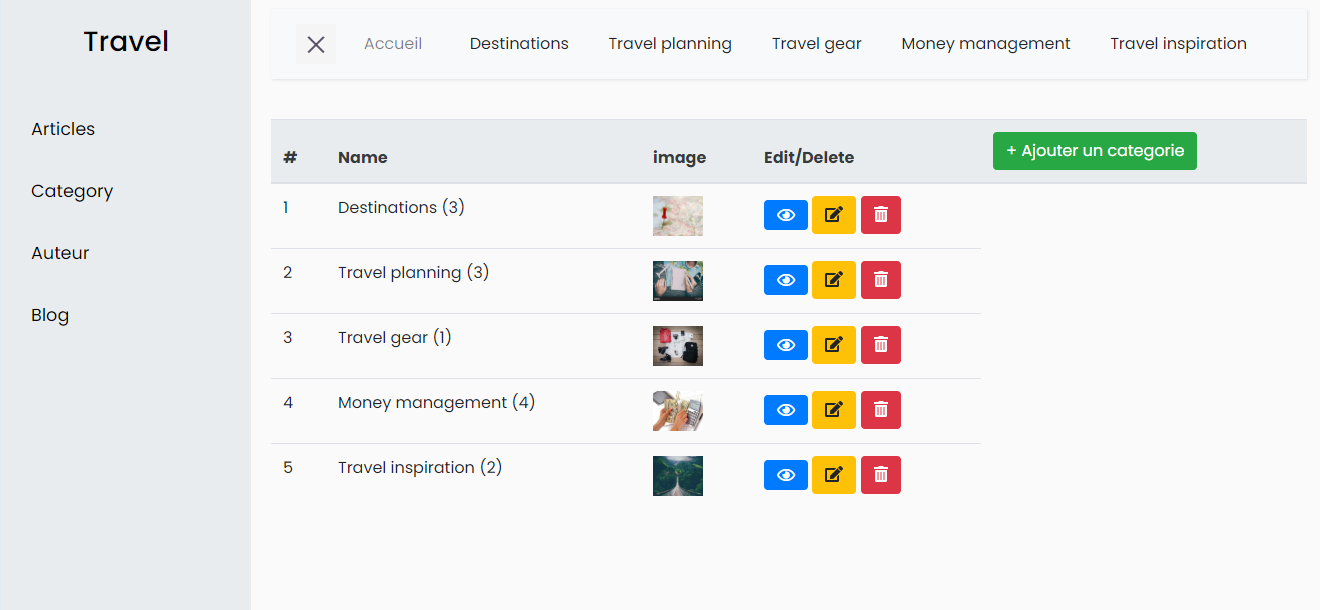 Travel
Articles
Category
Auteur
Blog
Accueil Destinations Travel planning Travel gear Money management Travel inspiration
# Name image Edit/Delete + Ajouter un categorie
1 Destinations (3)
2 Travel planning (3)
3 Travel gear (1)
4 Money management (4)
5 Travel inspiration (2)